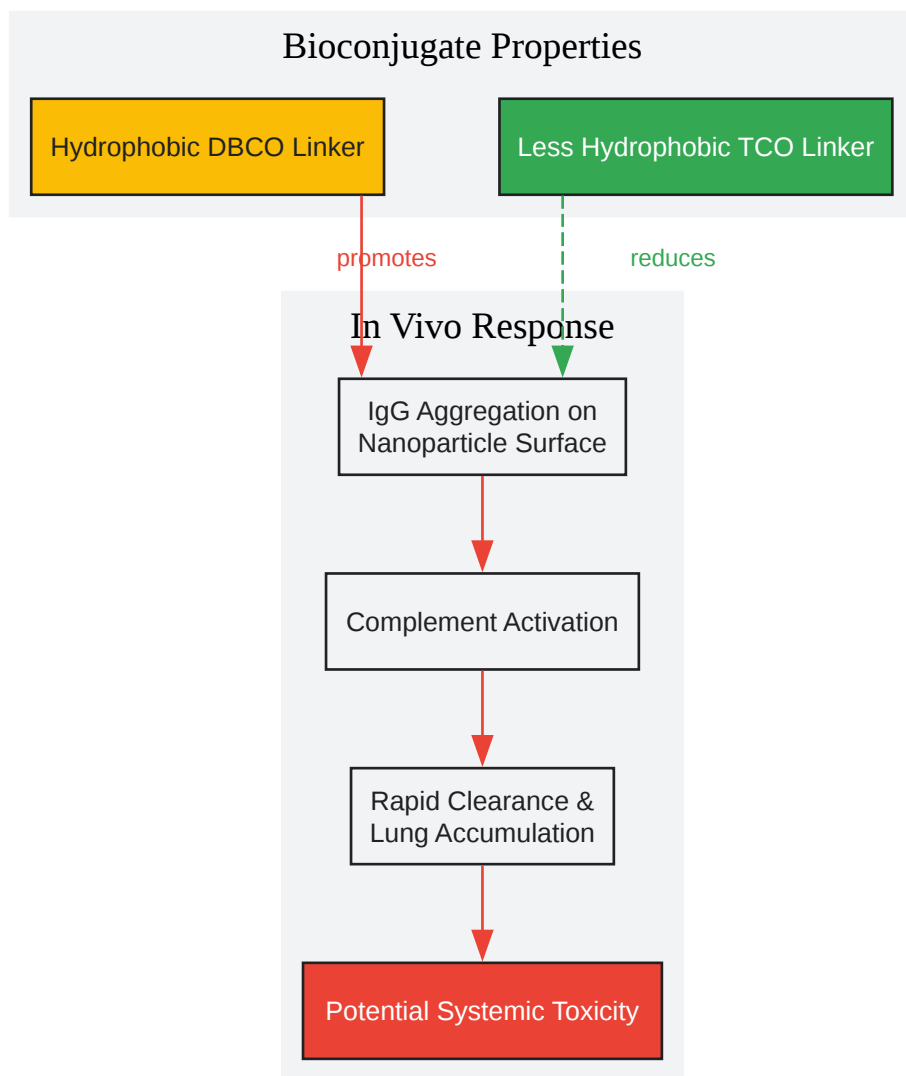 Bioconjugate Properties
Hydrophobic DBCO Linker
Less Hydrophobic TCO Linker
promotes
reduces
In Vivo Response
IgG Aggregation on
Nanoparticle Surface
Complement Activation
Rapid Clearance &
Lung Accumulation
Potential Systemic Toxicity